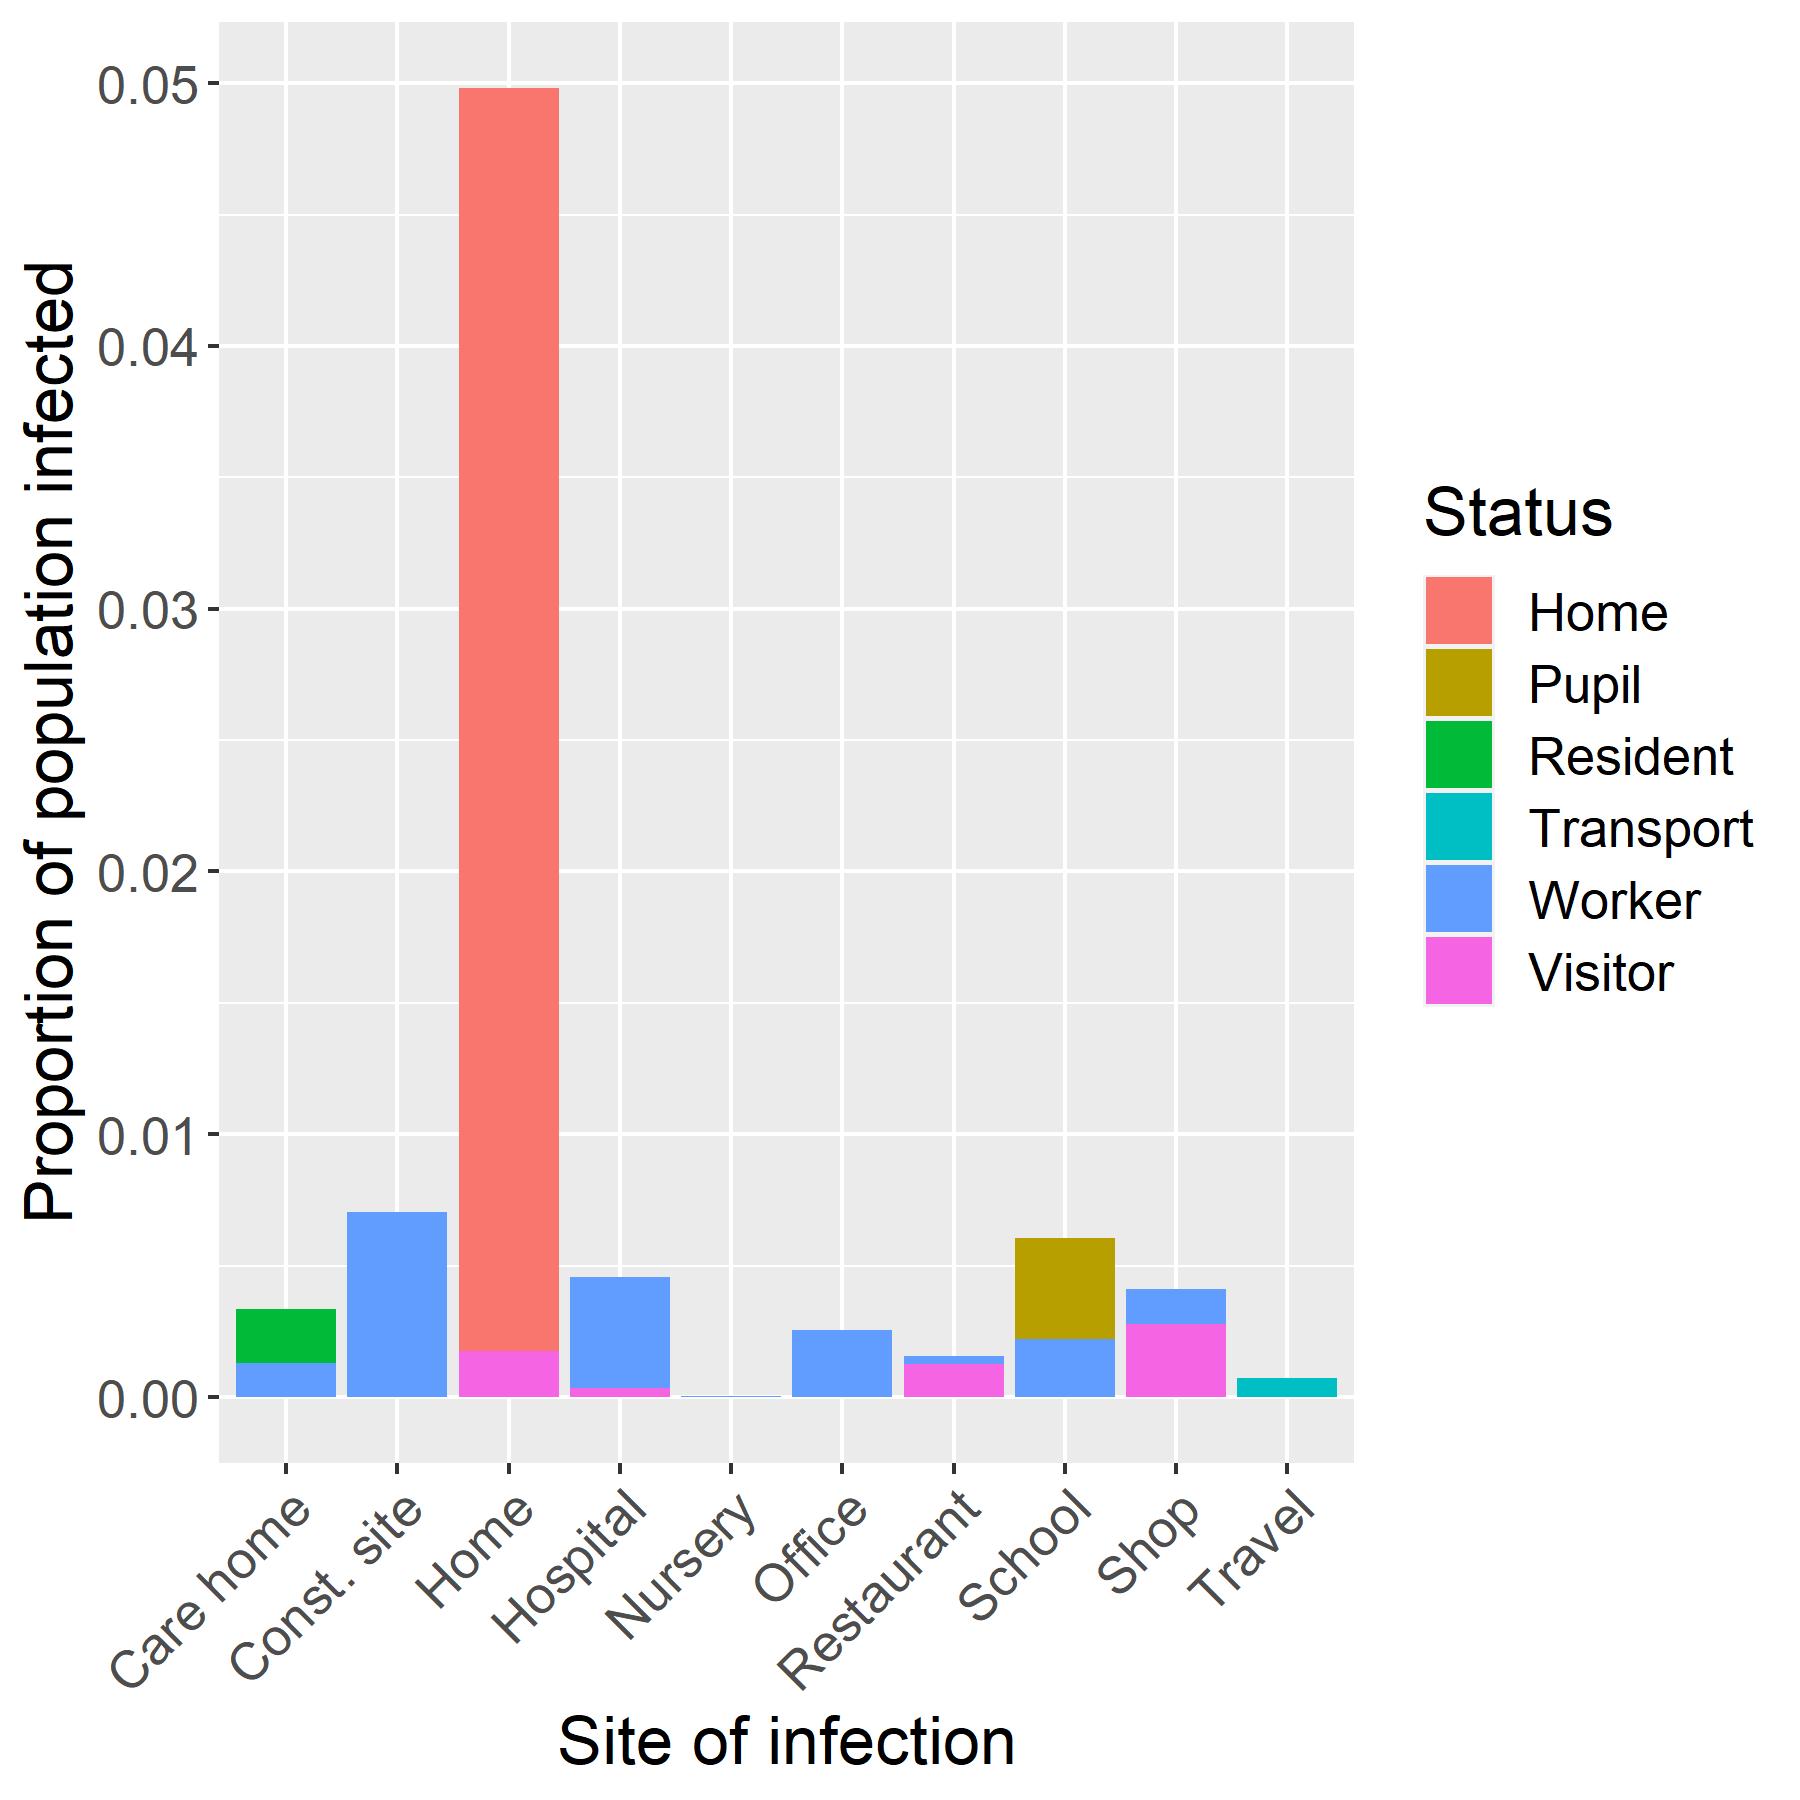 Proportion of population infected
0.05
0.04
0.03
0.02
0.01
0.00
Care home
Const. site
Home
Hospital
Nursery
Office
Restaurant
School
Shop
Travel
Site of infection
Status
Home
Pupil
Resident
Transport
Worker
Visitor